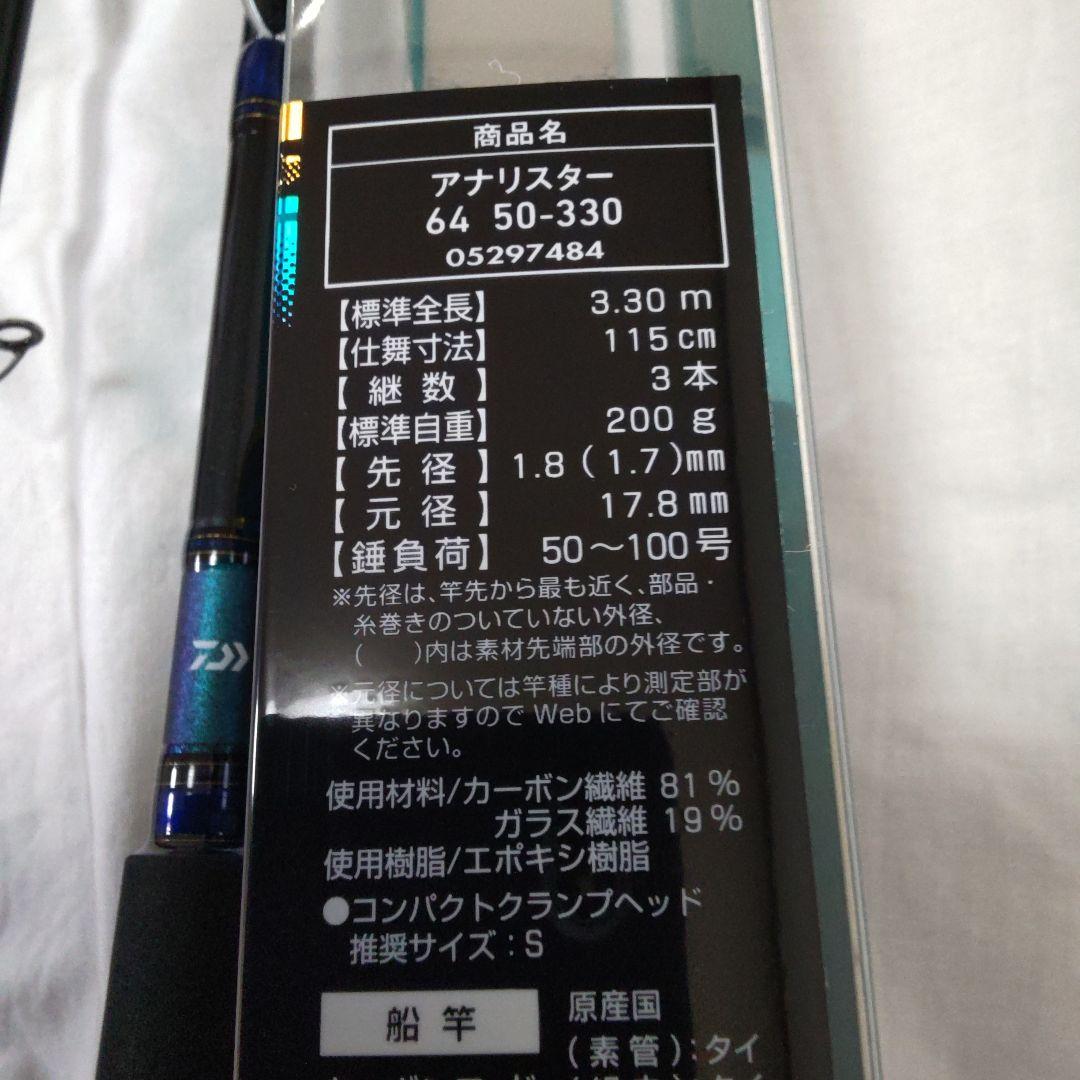 商品名
アナリスター
64 50-330
05297484
【標準全長】 3.30 m
【仕舞寸法】 115cm
【継数】 3本
【標準自重】 200 g
【先径】 1.8(1.7)mm
【元径】 17.8mm
【錘負荷】 50〜100号
※先径は、竿先から最も近く、部品・
糸巻きのついていない外径、
(　　)内は素材先端部の外径です。
※元径については竿種により測定部が
異なりますのでWebにてご確認
ください。
使用材料/カーボン繊維 81%
ガラス繊維 19%
使用樹脂/エポキシ樹脂
●コンパクトクランプヘッド
推奨サイズ:S
船竿
原産国
(素管):タイ